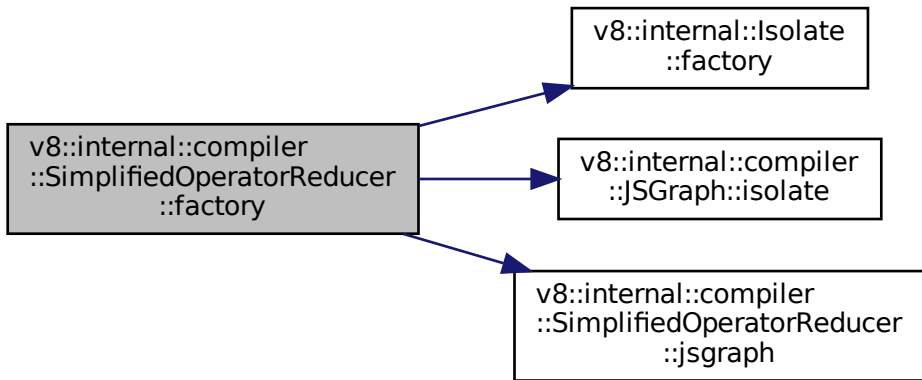 v8::internal::Isolate
::factory
v8::internal::compiler
::SimplifiedOperatorReducer
::factory
v8::internal::compiler
::JSGraph::isolate
v8::internal::compiler
::SimplifiedOperatorReducer
::jsgraph